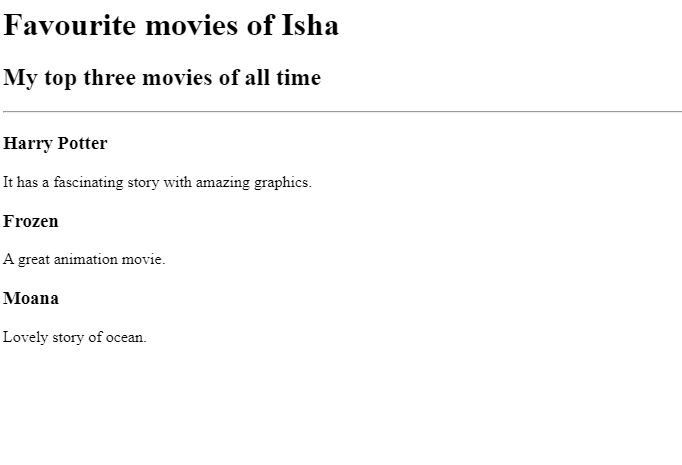 Favourite movies of Isha
My top three movies of all time
Harry Potter
It has a fascinating story with amazing graphics.
Frozen
A great animation movie.
Moana
Lovely story of ocean.